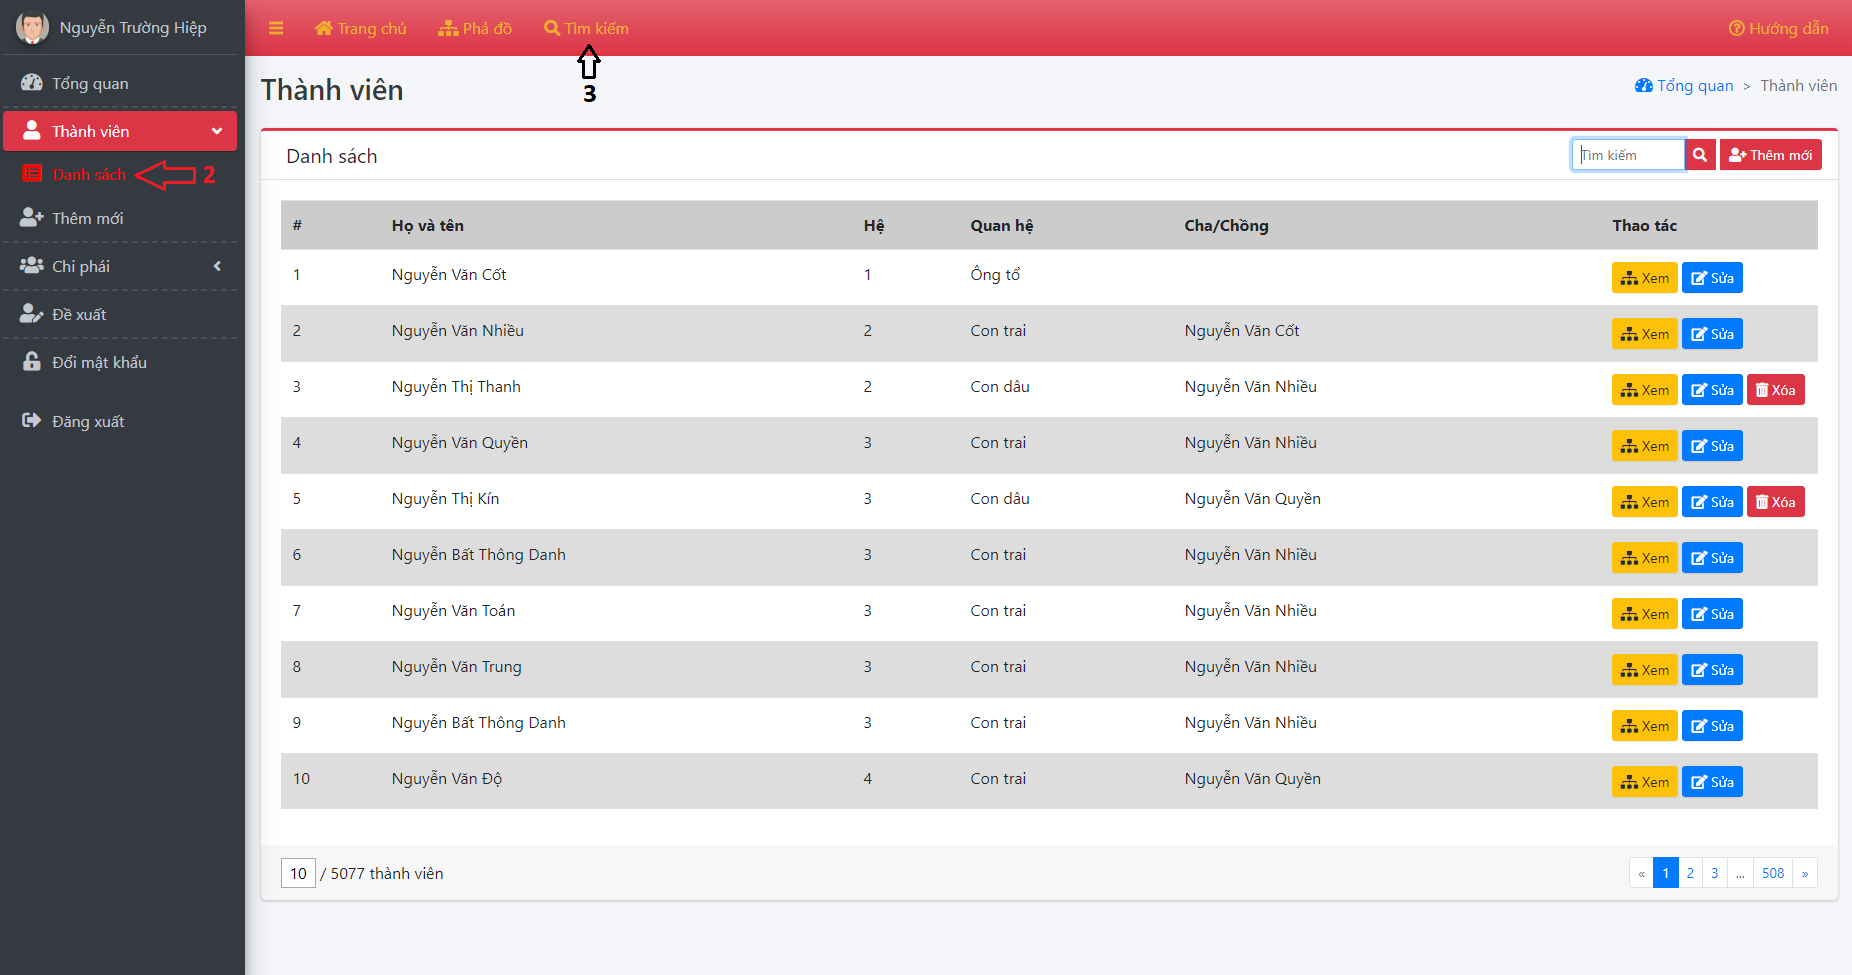 Nguyễn Trường Hiệp
Tổng quan
Thành viên
Danh sách 2
Thêm mới
Chi phái
Đề xuất
Đổi mật khẩu
Đăng xuất
Trang chủ Phả đồ Tìm kiếm Hướng dẫn
3
Thành viên
Tổng quan > Thành viên
Danh sách
Tìm kiếm Thêm mới
# Họ và tên Hệ Quan hệ Cha/Chồng Thao tác
1 Nguyễn Văn Cốt 1 Ông tổ Xem Sửa
2 Nguyễn Văn Nhiều 2 Con trai Nguyễn Văn Cốt Xem Sửa
3 Nguyễn Thị Thanh 2 Con dâu Nguyễn Văn Nhiều Xem Sửa Xóa
4 Nguyễn Văn Quyền 3 Con trai Nguyễn Văn Nhiều Xem Sửa
5 Nguyễn Thị Kín 3 Con dâu Nguyễn Văn Quyền Xem Sửa Xóa
6 Nguyễn Bất Thông Danh 3 Con trai Nguyễn Văn Nhiều Xem Sửa
7 Nguyễn Văn Toán 3 Con trai Nguyễn Văn Nhiều Xem Sửa
8 Nguyễn Văn Trung 3 Con trai Nguyễn Văn Nhiều Xem Sửa
9 Nguyễn Bất Thông Danh 3 Con trai Nguyễn Văn Nhiều Xem Sửa
10 Nguyễn Văn Độ 4 Con trai Nguyễn Văn Quyền Xem Sửa
10 / 5077 thành viên
« 1 2 3 ... 508 »